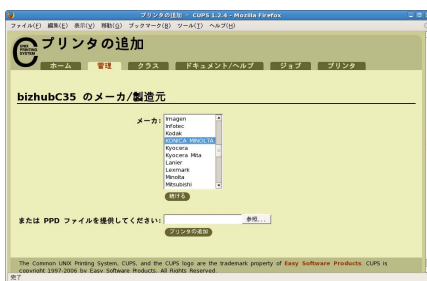 プリンタの追加 - CUPS 1.2.4 - Mozilla Firefox
ファイル(F) 編集(E) 表示(V) 移動(G) ブックマーク(B) ツール(T) ヘルプ(H)
UNIX PRINTING SYSTEM
プリンタの追加
ホーム 管理 クラス ドキュメント/ヘルプ ジョブ プリンタ
bizhubC35 のメーカ/製造元
メーカ:
Imagen
Infotec
Kodak
KONICA MINOLTA
Kyocera
Kyocera Mita
Lanier
Lexmark
Minolta
Mitsubishi
続ける
または PPD ファイルを提供してください:
参照...
プリンタの追加
The Common UNIX Printing System, CUPS, and the CUPS logo are the trademark property of Easy Software Products. CUPS is
copyright 1997-2006 by Easy Software Products, All Rights Reserved.
完了